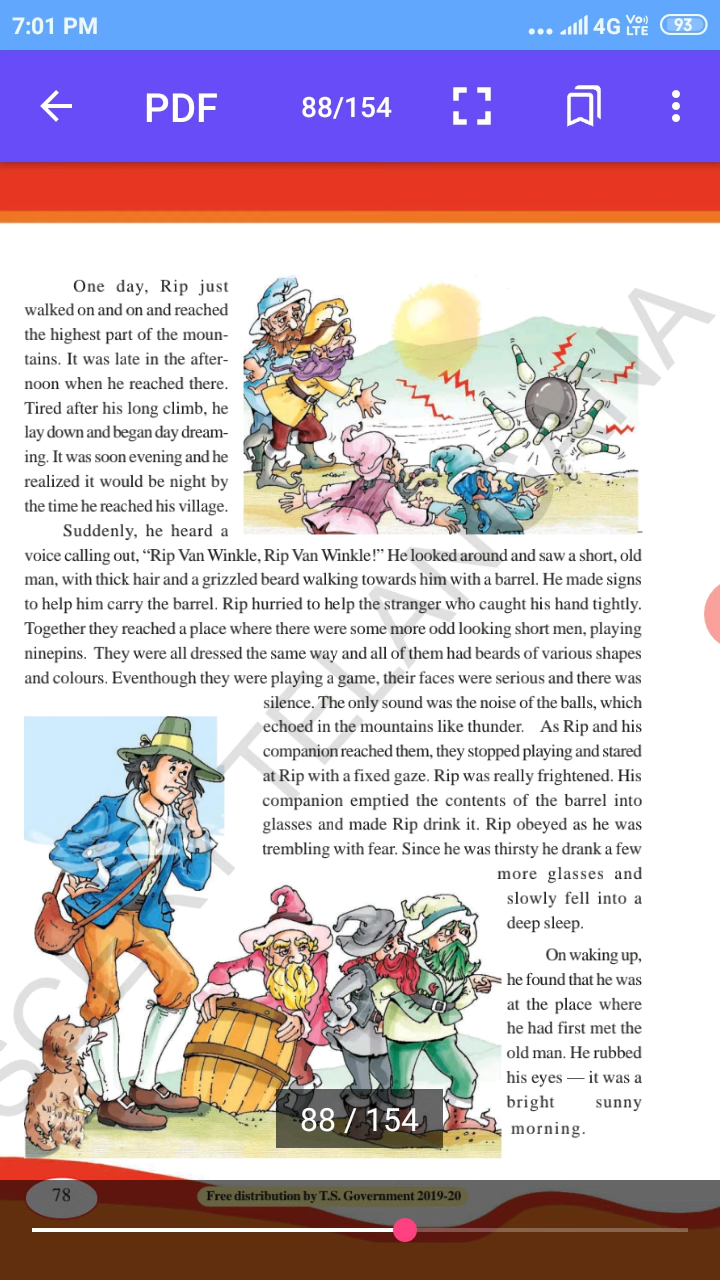 7:01 PM
4G Vo) LTE 93
PDF 88/154
One day, Rip just
walked on and on and reached
the highest part of the moun-
tains. It was late in the after-
noon when he reached there.
Tired after his long climb, he
lay down and began day dream-
ing. It was soon evening and he
realized it would be night by
the time he reached his village.
Suddenly, he heard a
voice calling out, “Rip Van Winkle, Rip Van Winkle!” He looked around and saw a short, old
man, with thick hair and a grizzled beard walking towards him with a barrel. He made signs
to help him carry the barrel. Rip hurried to help the stranger who caught his hand tightly.
Together they reached a place where there were some more odd looking short men, playing
ninepins. They were all dressed the same way and all of them had beards of various shapes
and colours. Eventhough they were playing a game, their faces were serious and there was
silence. The only sound was the noise of the balls, which
echoed in the mountains like thunder. As Rip and his
companion reached them, they stopped playing and stared
at Rip with a fixed gaze. Rip was really frightened. His
companion emptied the contents of the barrel into
glasses and made Rip drink it. Rip obeyed as he was
trembling with fear. Since he was thirsty he drank a few
more glasses and
slowly fell into a
deep sleep.
On waking up,
he found that he was
at the place where
he had first met the
old man. He rubbed
his eyes — it was a
bright sunny
morning.
88 / 154
78
Free distribution by T.S. Government 2019-20
SCERT TELANGANA